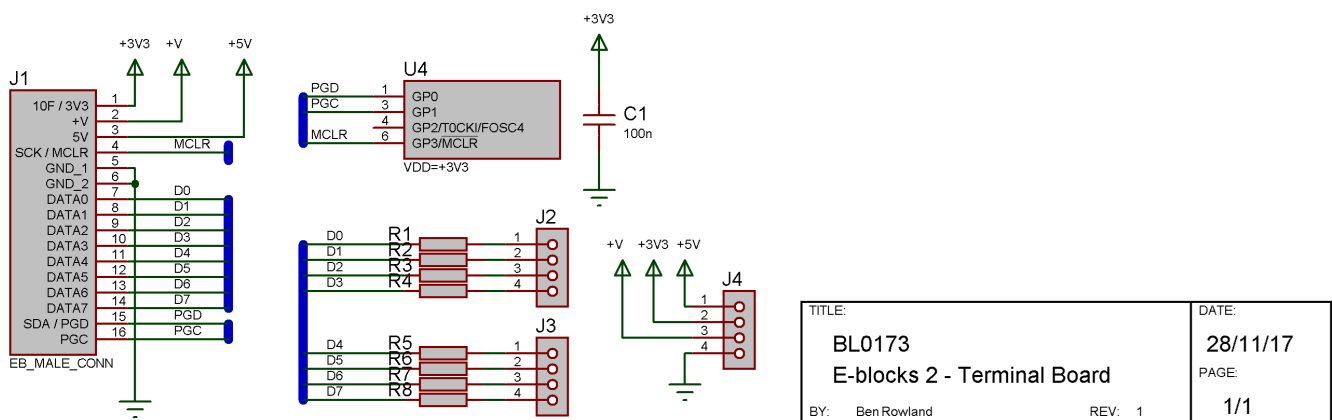 J1
+3V3
+V
+5V
10F / 3V3 1
+V 2
5V 3
SCK / MCLR 4 MCLR
GND_1 5
GND_2 6
DATA0 7 D0
DATA1 8 D1
DATA2 9 D2
DATA3 10 D3
DATA4 11 D4
DATA5 12 D5
DATA6 13 D6
DATA7 14 D7
SDA / PGD 15 PGD
PGC 16 PGC
EB_MALE_CONN
U4
PGD 1 GP0
PGC 3 GP1
4 GP2/T0CKI/FOSC4
MCLR 6 GP3/MCLR
VDD=+3V3
+3V3
C1
100n
J2
D0 R1 1
D1 R2 2
D2 R3 3
D3 R4 4
J3
D4 R5 1
D5 R6 2
D6 R7 3
D7 R8 4
+V +3V3 +5V
J4
1
2
3
4
TITLE:
BL0173
E-blocks 2 - Terminal Board
BY: Ben Rowland
REV: 1
DATE:
28/11/17
PAGE:
1/1